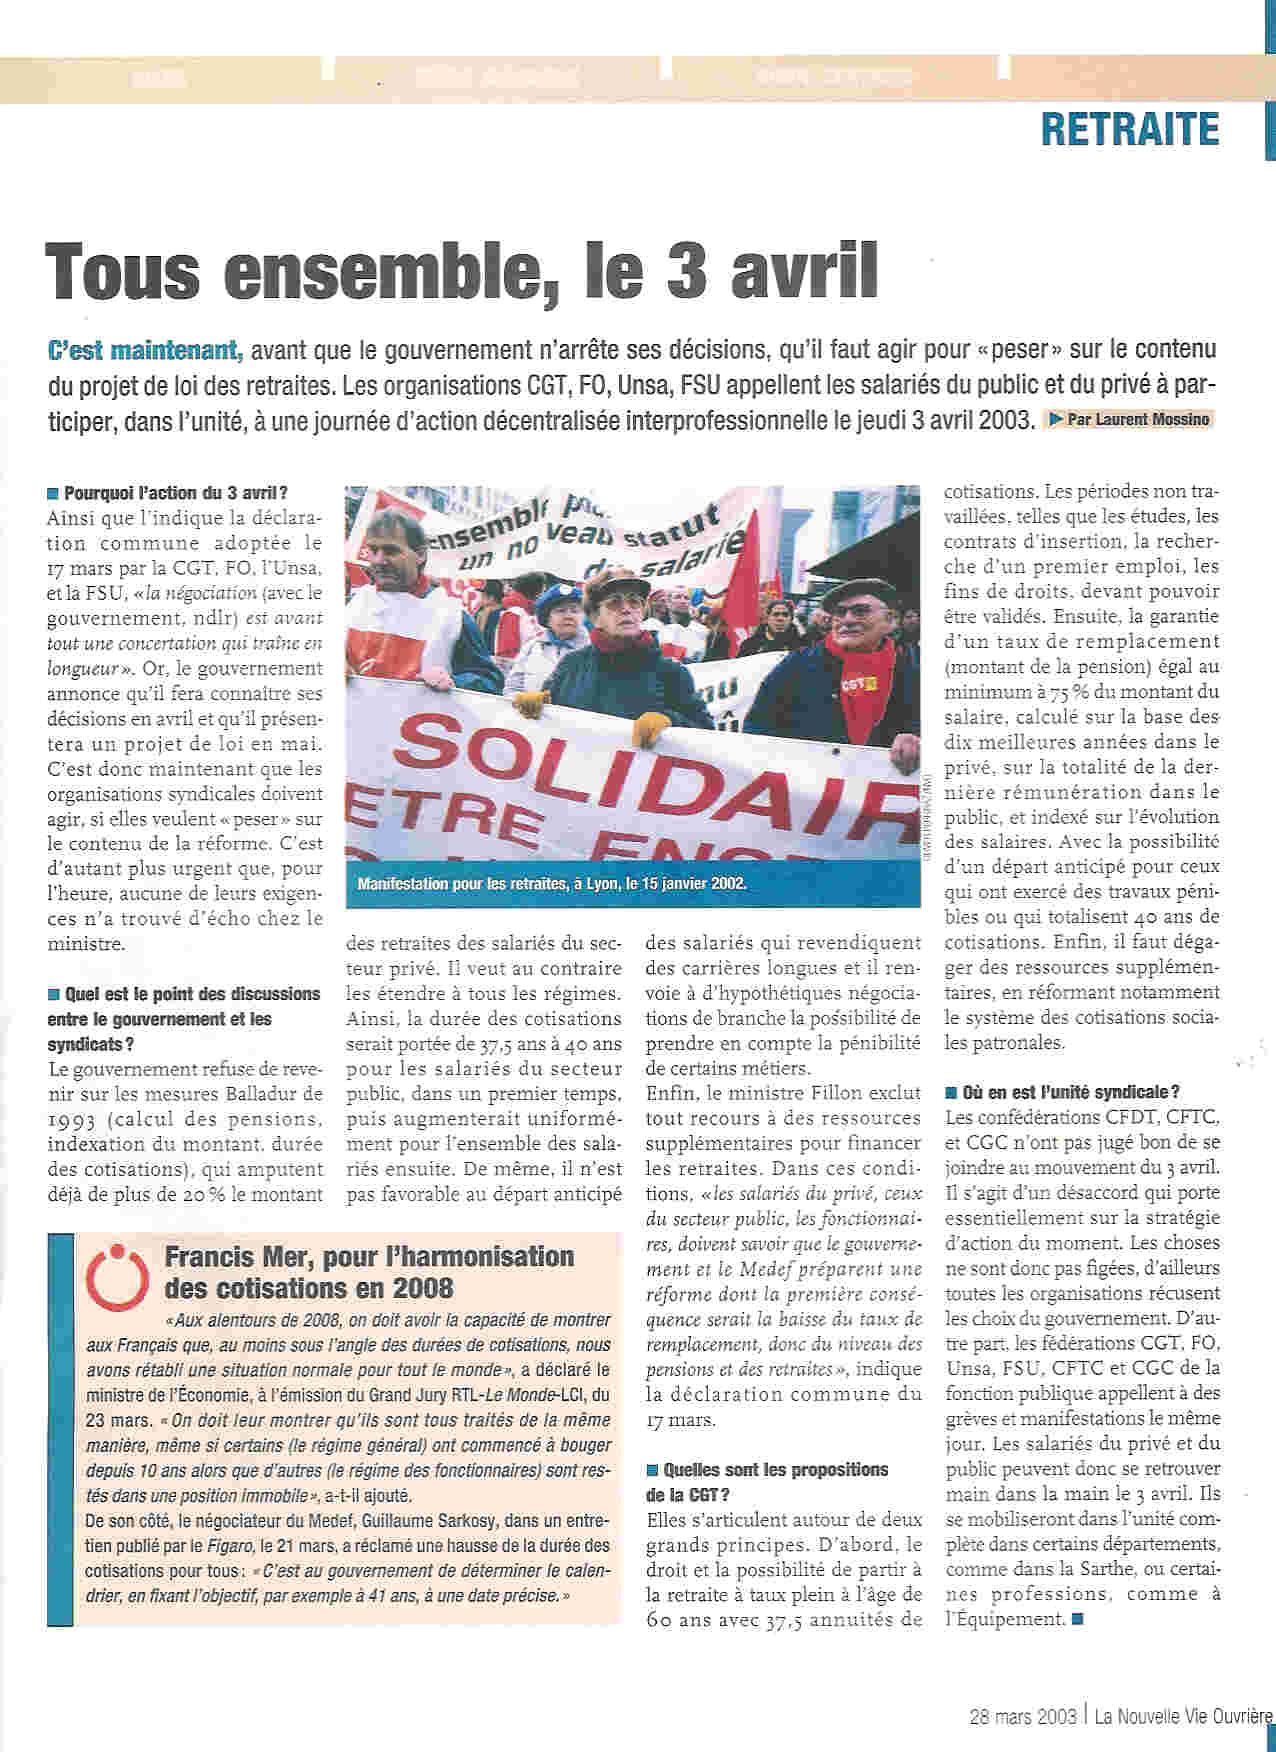 RETRAITE
Tous ensemble, le 3 avril
C'est maintenant, avant que le gouvernement n'arrête ses décisions, qu'il faut agir pour «peser» sur le contenu
du projet de loi des retraites. Les organisations CGT, FO, Unsa, FSU appellent les salariés du public et du privé à par-
ticiper, dans l'unité, à une journée d'action décentralisée interprofessionnelle le jeudi 3 avril 2003. ▶ Par Laurent Mossino
■ Pourquoi l'action du 3 avril ?
Ainsi que l'indique la déclara-
tion commune adoptée le
17 mars par la CGT, FO, l'Unsa,
et la FSU, «la négociation (avec le
gouvernement, ndlr) est avant
tout une concertation qui traîne en
longueur». Or, le gouvernement
annonce qu'il fera connaître ses
décisions en avril et qu'il présen-
tera un projet de loi en mai.
C'est donc maintenant que les
organisations syndicales doivent
agir, si elles veulent «peser» sur
le contenu de la réforme. C'est
d'autant plus urgent que, pour
l'heure, aucune de leurs exigen-
ces n'a trouvé d'écho chez le
ministre.
■ Quel est le point des discussions
entre le gouvernement et les
syndicats ?
Le gouvernement refuse de reve-
nir sur les mesures Balladur de
1993 (calcul des pensions,
indexation du montant, durée
des cotisations), qui amputent
déjà de plus de 20 % le montant
ensemble
un nouveau statut
du salarié
CGT
SOLIDAIR
ETRE ENS
Manifestation pour les retraites, à Lyon, le 15 janvier 2002.
des retraites des salariés du sec-
teur privé. Il veut au contraire
les étendre à tous les régimes.
Ainsi, la durée des cotisations
serait portée de 37,5 ans à 40 ans
pour les salariés du secteur
public, dans un premier temps,
puis augmenterait uniformé-
ment pour l'ensemble des sala-
riés ensuite. De même, il n'est
pas favorable au départ anticipé
des salariés qui revendiquent
des carrières longues et il ren-
voie à d'hypothétiques négocia-
tions de branche la possibilité de
prendre en compte la pénibilité
de certains métiers.
Enfin, le ministre Fillon exclut
tout recours à des ressources
supplémentaires pour financer
les retraites. Dans ces condi-
tions, «les salariés du privé, ceux
du secteur public, les fonctionnai-
res, doivent savoir que le gouverne-
ment et le Medef préparent une
réforme dont la première consé-
quence serait la baisse du taux de
remplacement, donc du niveau des
pensions et des retraites», indique
la déclaration commune du
17 mars.
■ Quelles sont les propositions
de la CGT ?
Elles s'articulent autour de deux
grands principes. D'abord, le
droit et la possibilité de partir à
la retraite à taux plein à l'âge de
60 ans avec 37,5 annuités de
cotisations. Les périodes non tra-
vaillées, telles que les études, les
contrats d'insertion, la recher-
che d'un premier emploi, les
fins de droits, devant pouvoir
être validés. Ensuite, la garantie
d'un taux de remplacement
(montant de la pension) égal au
minimum à 75 % du montant du
salaire, calculé sur la base des
dix meilleures années dans le
privé, sur la totalité de la der-
nière rémunération dans le
public, et indexé sur l'évolution
des salaires. Avec la possibilité
d'un départ anticipé pour ceux
qui ont exercé des travaux péni-
bles ou qui totalisent 40 ans de
cotisations. Enfin, il faut déga-
ger des ressources supplémen-
taires, en réformant notamment
le système des cotisations socia-
les patronales.
■ Où en est l'unité syndicale ?
Les confédérations CFDT, CFTC,
et CGC n'ont pas jugé bon de se
joindre au mouvement du 3 avril.
Il s'agit d'un désaccord qui porte
essentiellement sur la stratégie
d'action du moment. Les choses
ne sont donc pas figées, d'ailleurs
toutes les organisations récusent
les choix du gouvernement. D'au-
tre part, les fédérations CGT, FO,
Unsa, FSU, CFTC et CGC de la
fonction publique appellent à des
grèves et manifestations le même
jour. Les salariés du privé et du
public peuvent donc se retrouver
main dans la main le 3 avril. Ils
se mobiliseront dans l'unité com-
plète dans certains départements,
comme dans la Sarthe, ou certai-
nes professions, comme à
l'Équipement. ■
Francis Mer, pour l'harmonisation
des cotisations en 2008
«Aux alentours de 2008, on doit avoir la capacité de montrer
aux Français que, au moins sous l'angle des durées de cotisations, nous
avons rétabli une situation normale pour tout le monde», a déclaré le
ministre de l'Économie, à l'émission du Grand Jury RTL-Le Monde-LCI, du
23 mars. «On doit leur montrer qu'ils sont tous traités de la même
manière, même si certains (le régime général) ont commencé à bouger
depuis 10 ans alors que d'autres (le régime des fonctionnaires) sont res-
tés dans une position immobile», a-t-il ajouté.
De son côté, le négociateur du Medef, Guillaume Sarkosy, dans un entre-
tien publié par le Figaro, le 21 mars, a réclamé une hausse de la durée des
cotisations pour tous : «C'est au gouvernement de déterminer le calen-
drier, en fixant l'objectif, par exemple à 41 ans, à une date précise.»
28 mars 2003 | La Nouvelle Vie Ouvrière